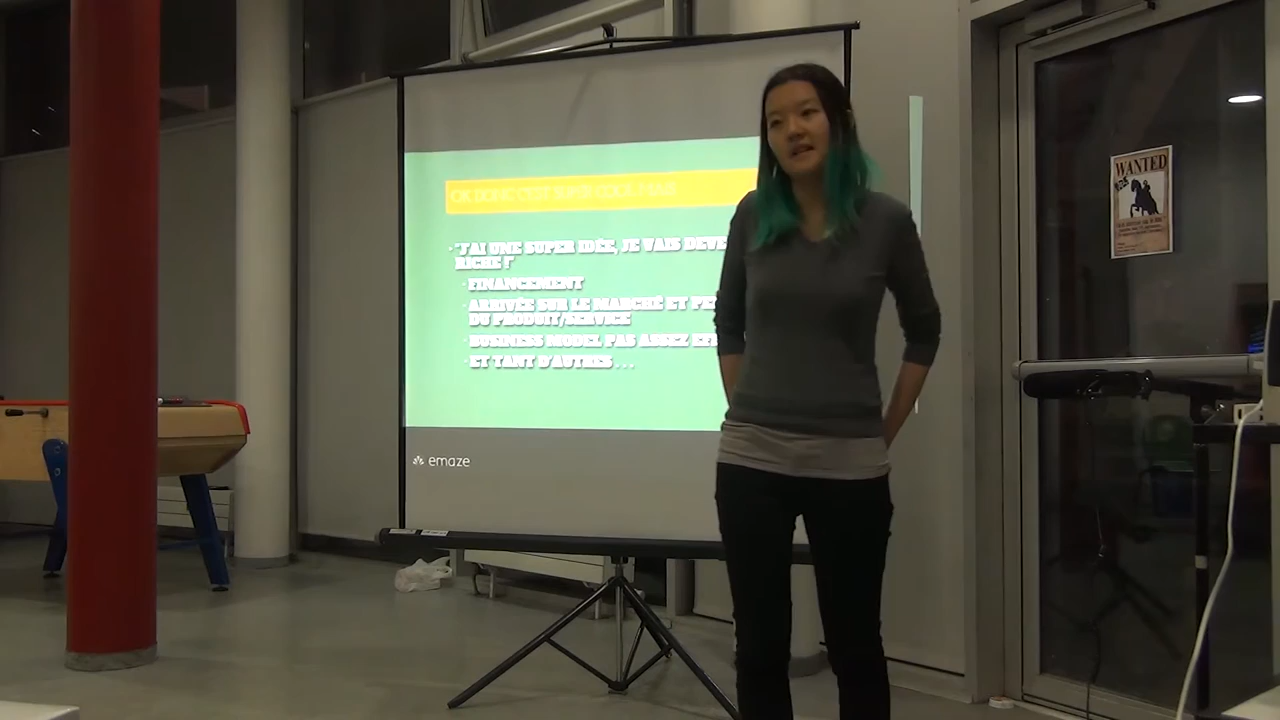 OK DONC C'EST SUPER COOL MAIS
"J'AI UNE SUPER IDÉE, JE VAIS DEVE
RICHE !"
FINANCEMENT
ARRIVÉE SUR LE MARCHÉ ET PE
DU PRODUIT/SERVICE
BUSINESS MODEL PAS ASSEZ EF
ET TANT D'AUTRES ...
emaze
WANTED